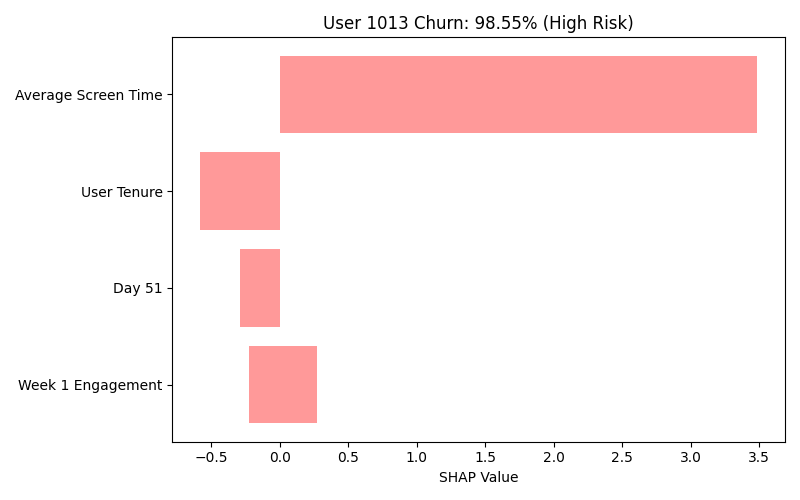 User 1013 Churn: 98.55% (High Risk)
Average Screen Time
User Tenure
Day 51
Week 1 Engagement
−0.5 0.0 0.5 1.0 1.5 2.0 2.5 3.0 3.5
SHAP Value